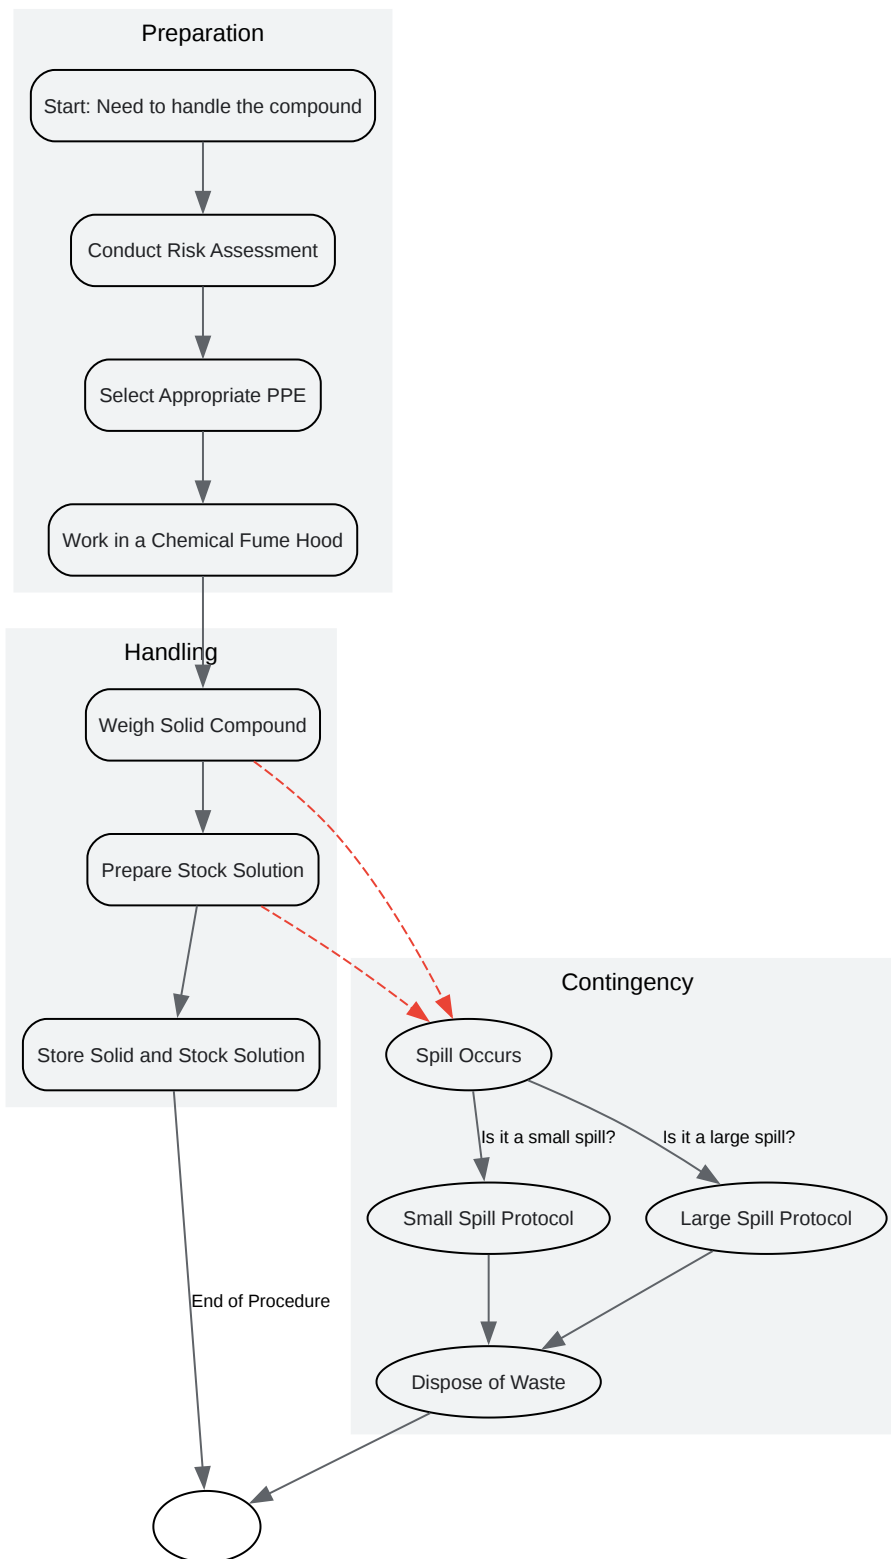 Preparation
Start: Need to handle the compound
Conduct Risk Assessment
Select Appropriate PPE
Work in a Chemical Fume Hood
Handling
Weigh Solid Compound
Prepare Stock Solution
Store Solid and Stock Solution
End of Procedure
Contingency
Spill Occurs
Is it a small spill?
Is it a large spill?
Small Spill Protocol
Large Spill Protocol
Dispose of Waste